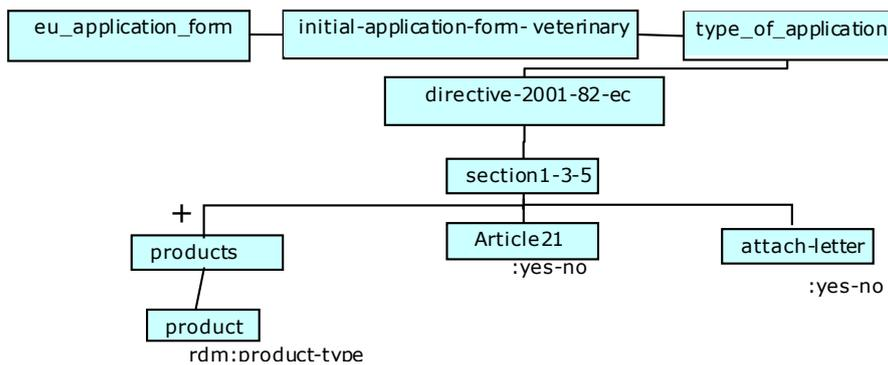 eu_application_form
initial-application-form- veterinary
type_of_application
directive-2001-82-ec
section1-3-5
+
products
Article21
:yes-no
attach-letter
:yes-no
product
rdm:product-type